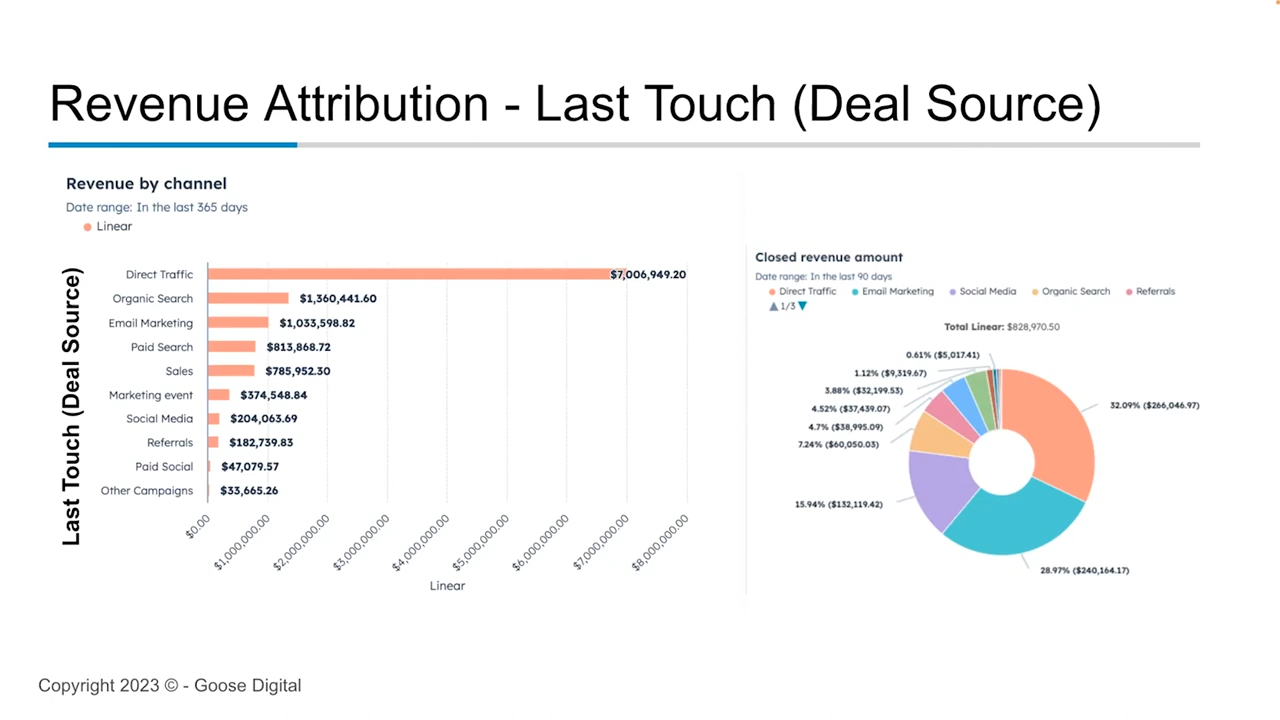 Revenue Attribution - Last Touch (Deal Source)
Revenue by channel
Date range: In the last 365 days
Linear
Last Touch (Deal Source)
Direct Traffic $7,006,949.20
Organic Search $1,360,441.60
Email Marketing $1,033,598.82
Paid Search $813,868.72
Sales $785,952.30
Marketing event $374,548.84
Social Media $204,063.69
Referrals $182,739.83
Paid Social $47,079.57
Other Campaigns $33,665.26
$0.00 $1,000,000.00 $2,000,000.00 $3,000,000.00 $4,000,000.00 $5,000,000.00 $6,000,000.00 $7,000,000.00 $8,000,000.00
Linear
Closed revenue amount
Date range: In the last 90 days
Direct Traffic Email Marketing Social Media Organic Search Referrals
1/3
Total Linear: $828,970.50
0.61% ($5,017.41)
1.12% ($9,319.67)
3.88% ($32,199.53)
4.52% ($37,439.07)
4.7% ($38,995.09)
7.24% ($60,050.03)
15.94% ($132,119.42)
32.09% ($266,046.97)
28.97% ($240,164.17)
Copyright 2023 © - Goose Digital